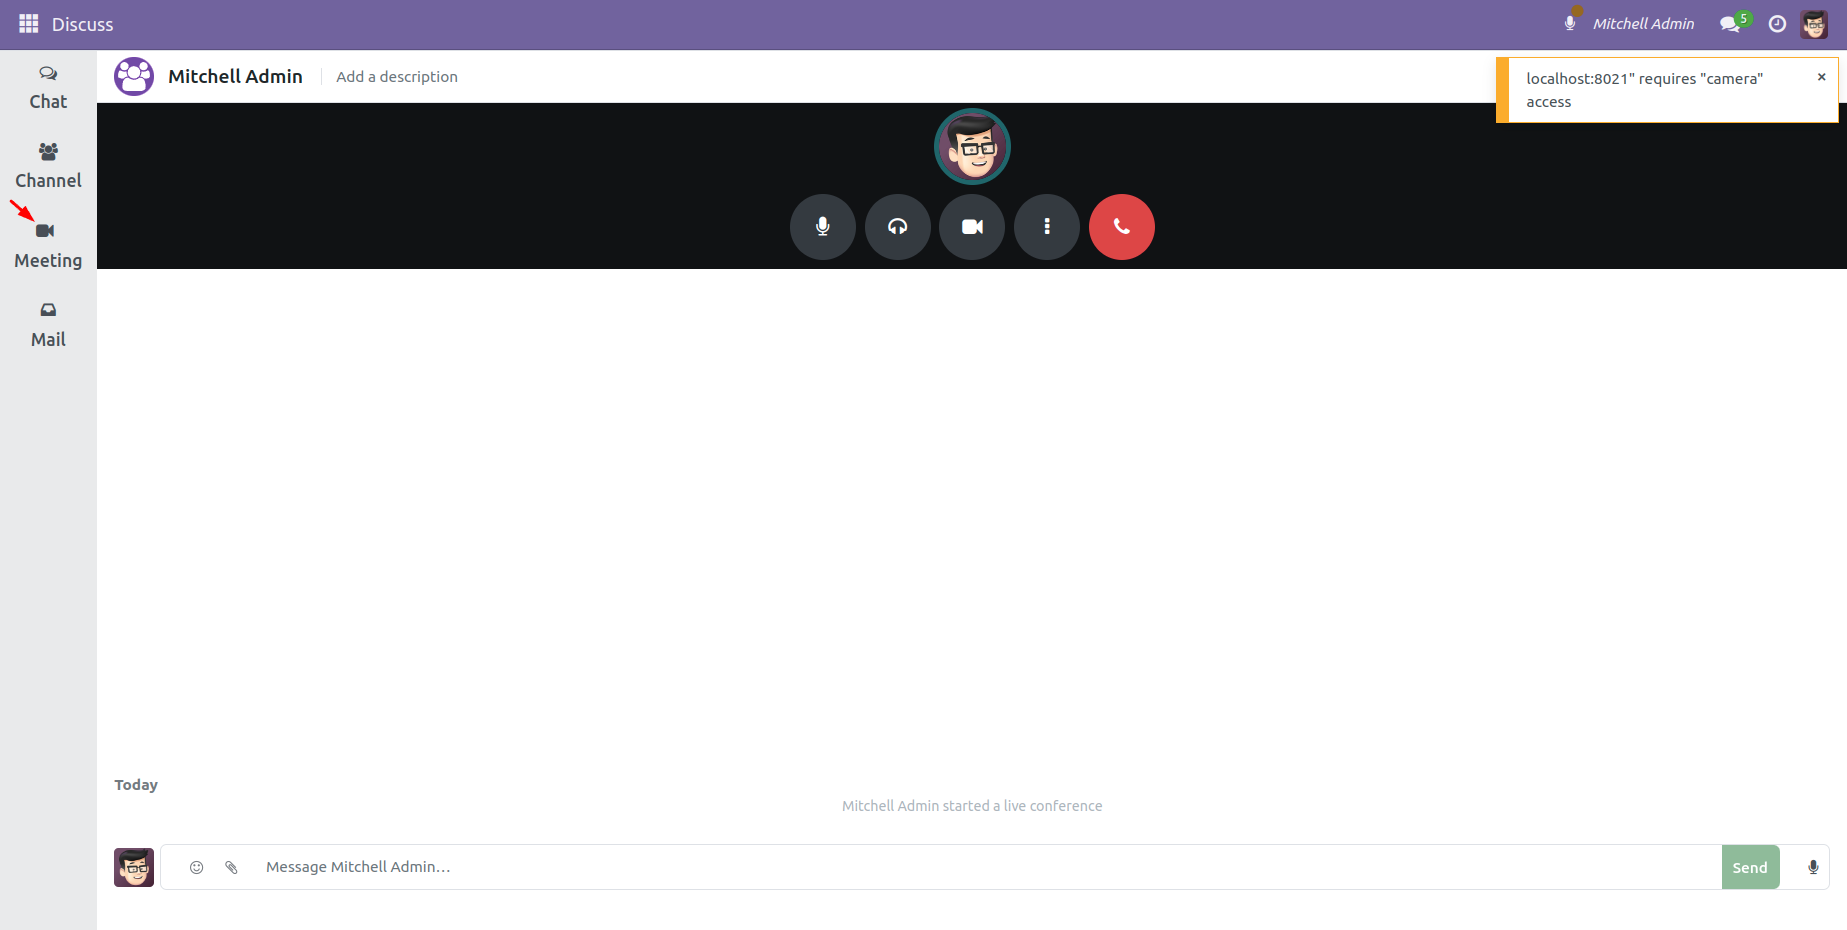 Discuss
Mitchell Admin
5
Chat
Channel
Meeting
Mail
Mitchell Admin
Add a description
localhost:8021" requires "camera"
access
×
Today
Mitchell Admin started a live conference
Message Mitchell Admin…
Send